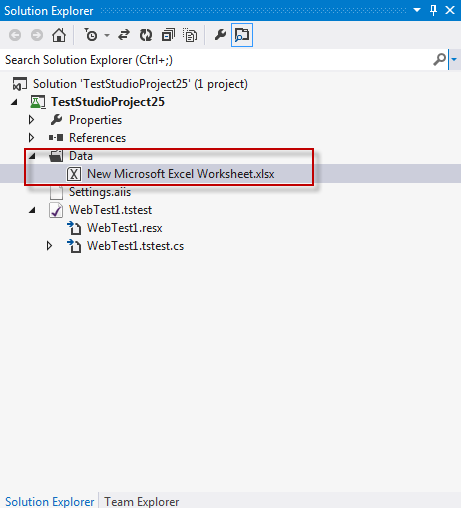 Solution Explorer
Search Solution Explorer (Ctrl+;)
Solution 'TestStudioProject25' (1 project)
TestStudioProject25
Properties
References
Data
New Microsoft Excel Worksheet.xlsx
Settings.aiis
WebTest1.tstest
WebTest1.resx
WebTest1.tstest.cs
Solution Explorer Team Explorer